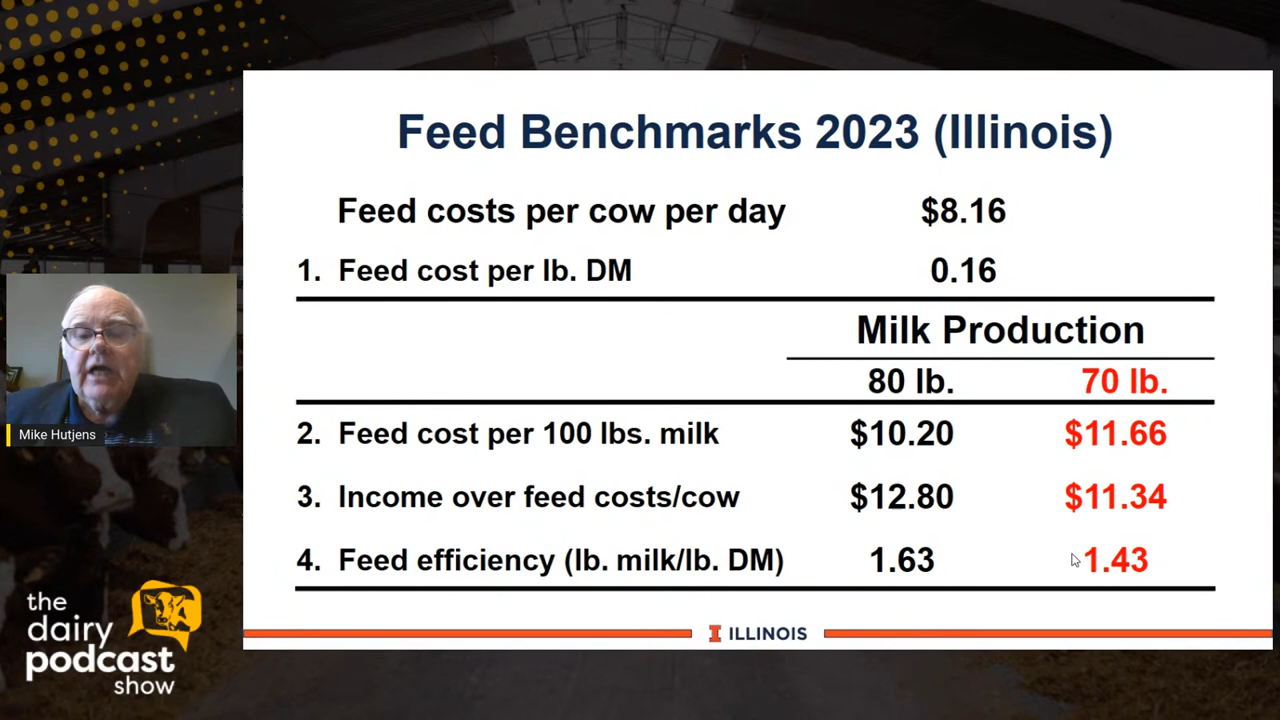 Feed Benchmarks 2023 (Illinois)
Feed costs per cow per day $8.16
1. Feed cost per lb. DM 0.16
Milk Production
80 lb. 70 lb.
2. Feed cost per 100 lbs. milk $10.20 $11.66
3. Income over feed costs/cow $12.80 $11.34
4. Feed efficiency (lb. milk/lb. DM) 1.63 1.43
I ILLINOIS
Mike Hutjens
the
dairy
podcast
show